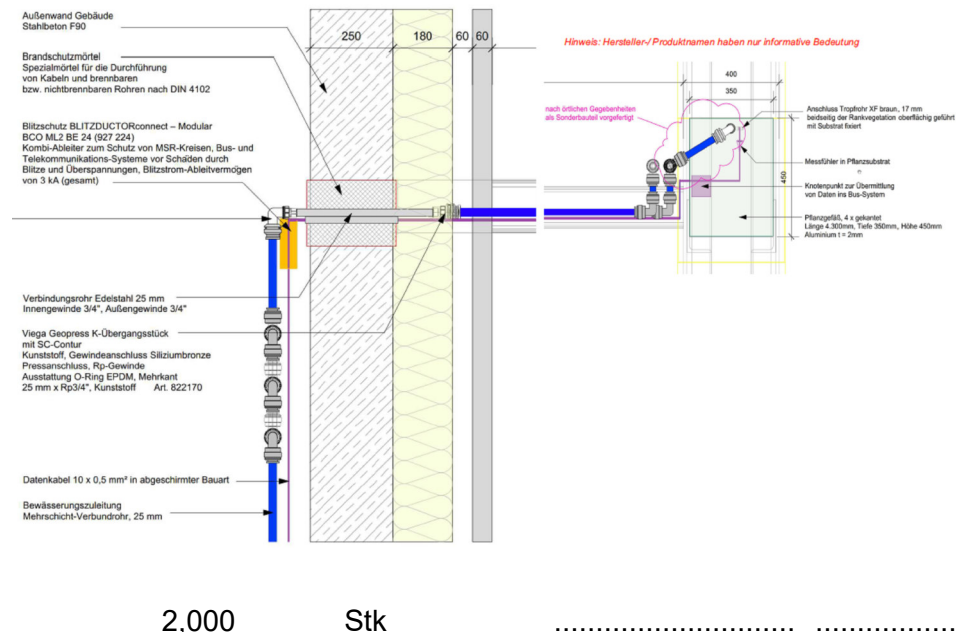 Außenwand Gebäude
Stahlbeton F90
Brandschutzmörtel
Spezialmörtel für die Durchführung
von Kabeln und brennbaren
bzw. nichtbrennbaren Rohren nach DIN 4102
Blitzschutz BLITZDUCTORconnect – Modular
BCO ML2 BE 24 (927 224)
Kombi-Ableiter zum Schutz von MSR-Kreisen, Bus- und
Telekommunikations-Systeme vor Schäden durch
Blitze und Überspannungen, Blitzstrom-Ableitvermögen
von 3 kA (gesamt)
Verbindungsrohr Edelstahl 25 mm
Innengewinde 3/4", Außengewinde 3/4"
Viega Geopress K-Übergangsstück
mit SC-Contur
Kunststoff, Gewindeanschluss Siliziumbronze
Pressanschluss, Rp-Gewinde
Ausstattung O-Ring EPDM, Mehrkant
25 mm x Rp3/4", Kunststoff Art. 822170
Datenkabel 10 x 0,5 mm² in abgeschirmter Bauart
Bewässerungszuleitung
Mehrschicht-Verbundrohr, 25 mm
250 180 60 60
Hinweis: Hersteller-/ Produktnamen haben nur informative Bedeutung
400
350
nach örtlichen Gegebenheiten
als Sonderbauteil vorgefertigt
450
Anschluss Tropfrohr XF braun, 17 mm
beidseitig der Rankvegetation oberflächig geführt
mit Substrat fixiert
Messfühler in Pflanzsubstrat
Knotenpunkt zur Übermittlung
von Daten ins Bus-System
Pflanzgefäß, 4 x gekantet
Länge 4.300mm, Tiefe 350mm, Höhe 450mm
Aluminium t = 2mm
2,000 Stk ............................. .................